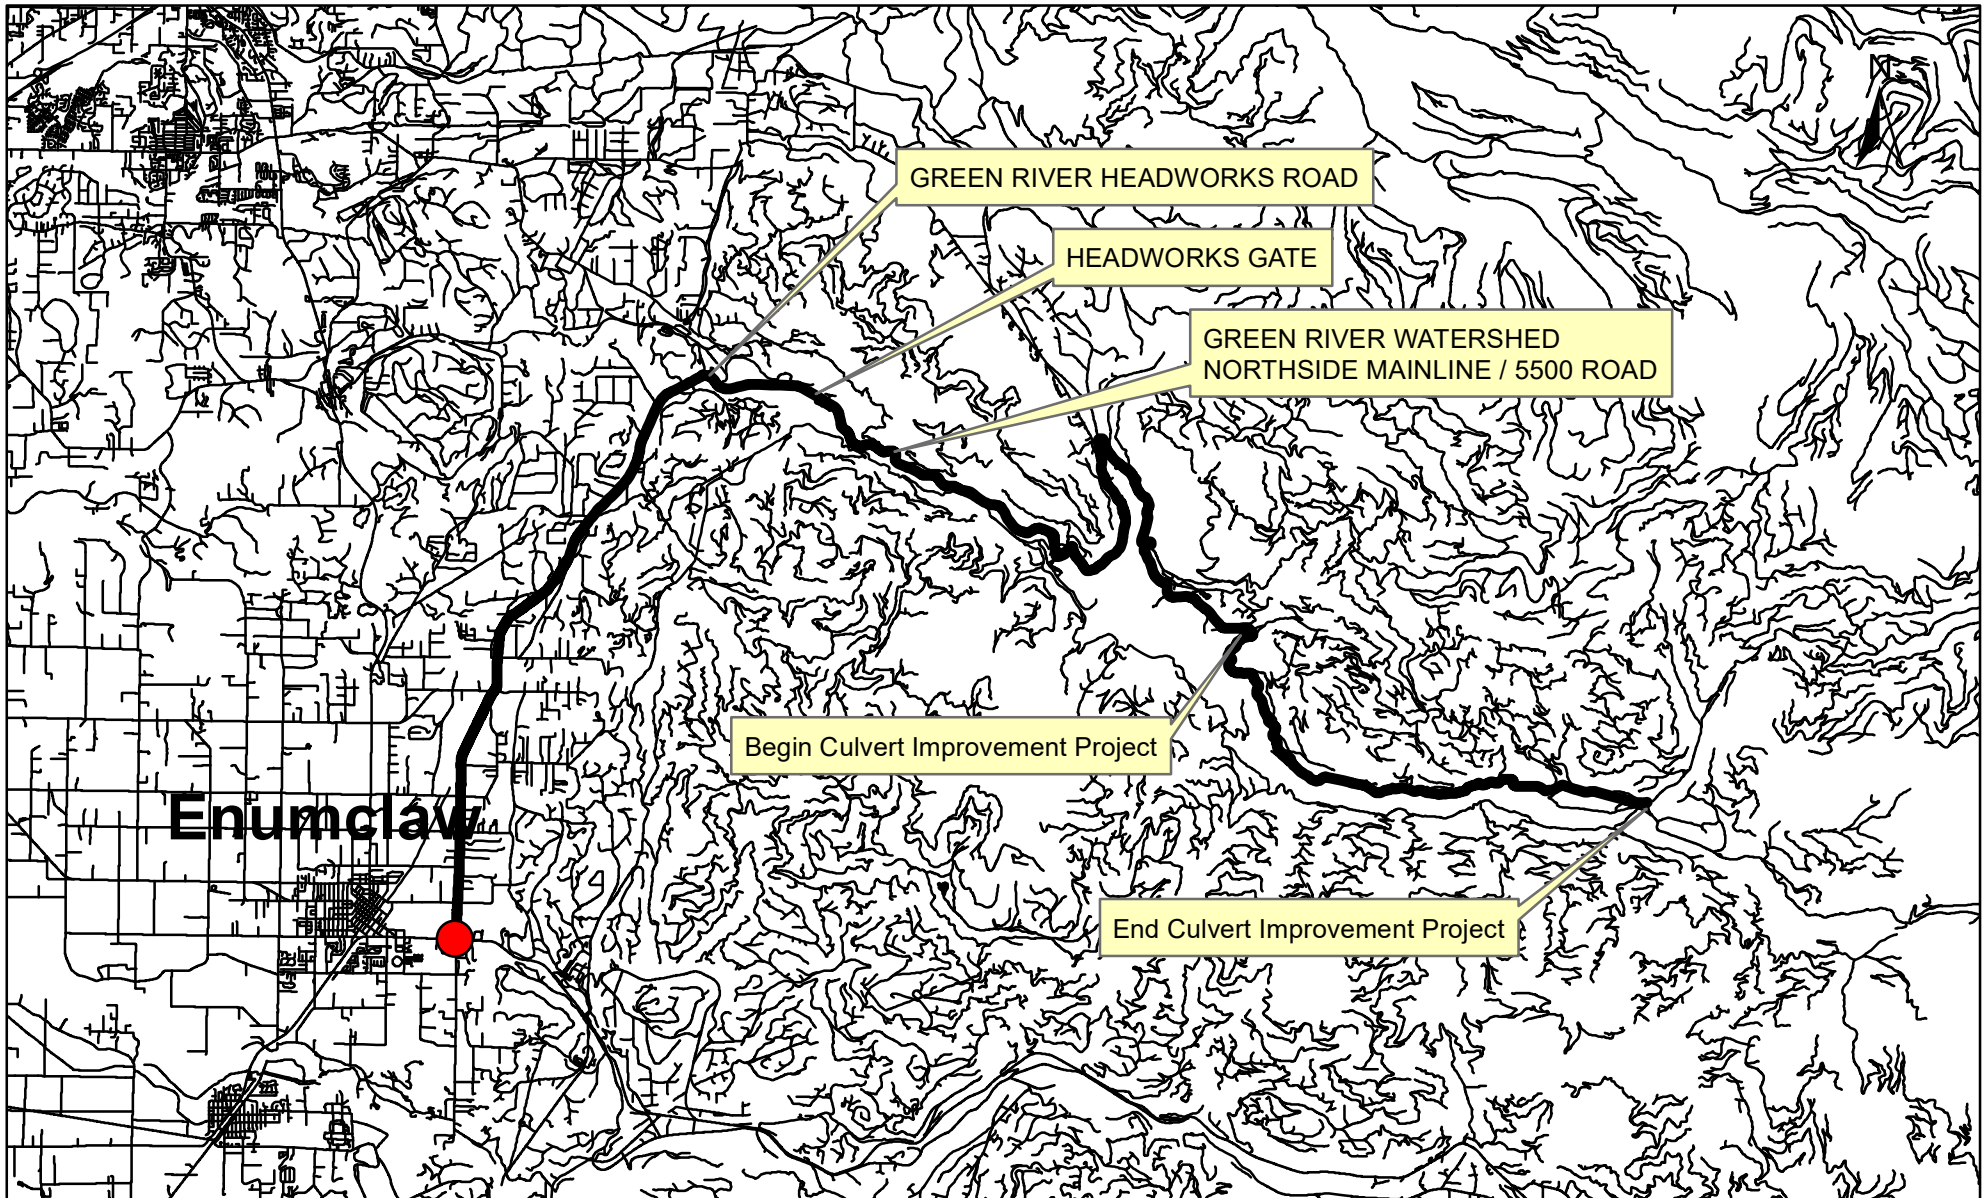 GREEN RIVER HEADWORKS ROAD
HEADWORKS GATE
GREEN RIVER WATERSHED
NORTHSIDE MAINLINE / 5500 ROAD
Begin Culvert Improvement Project
Enumclaw
End Culvert Improvement Project